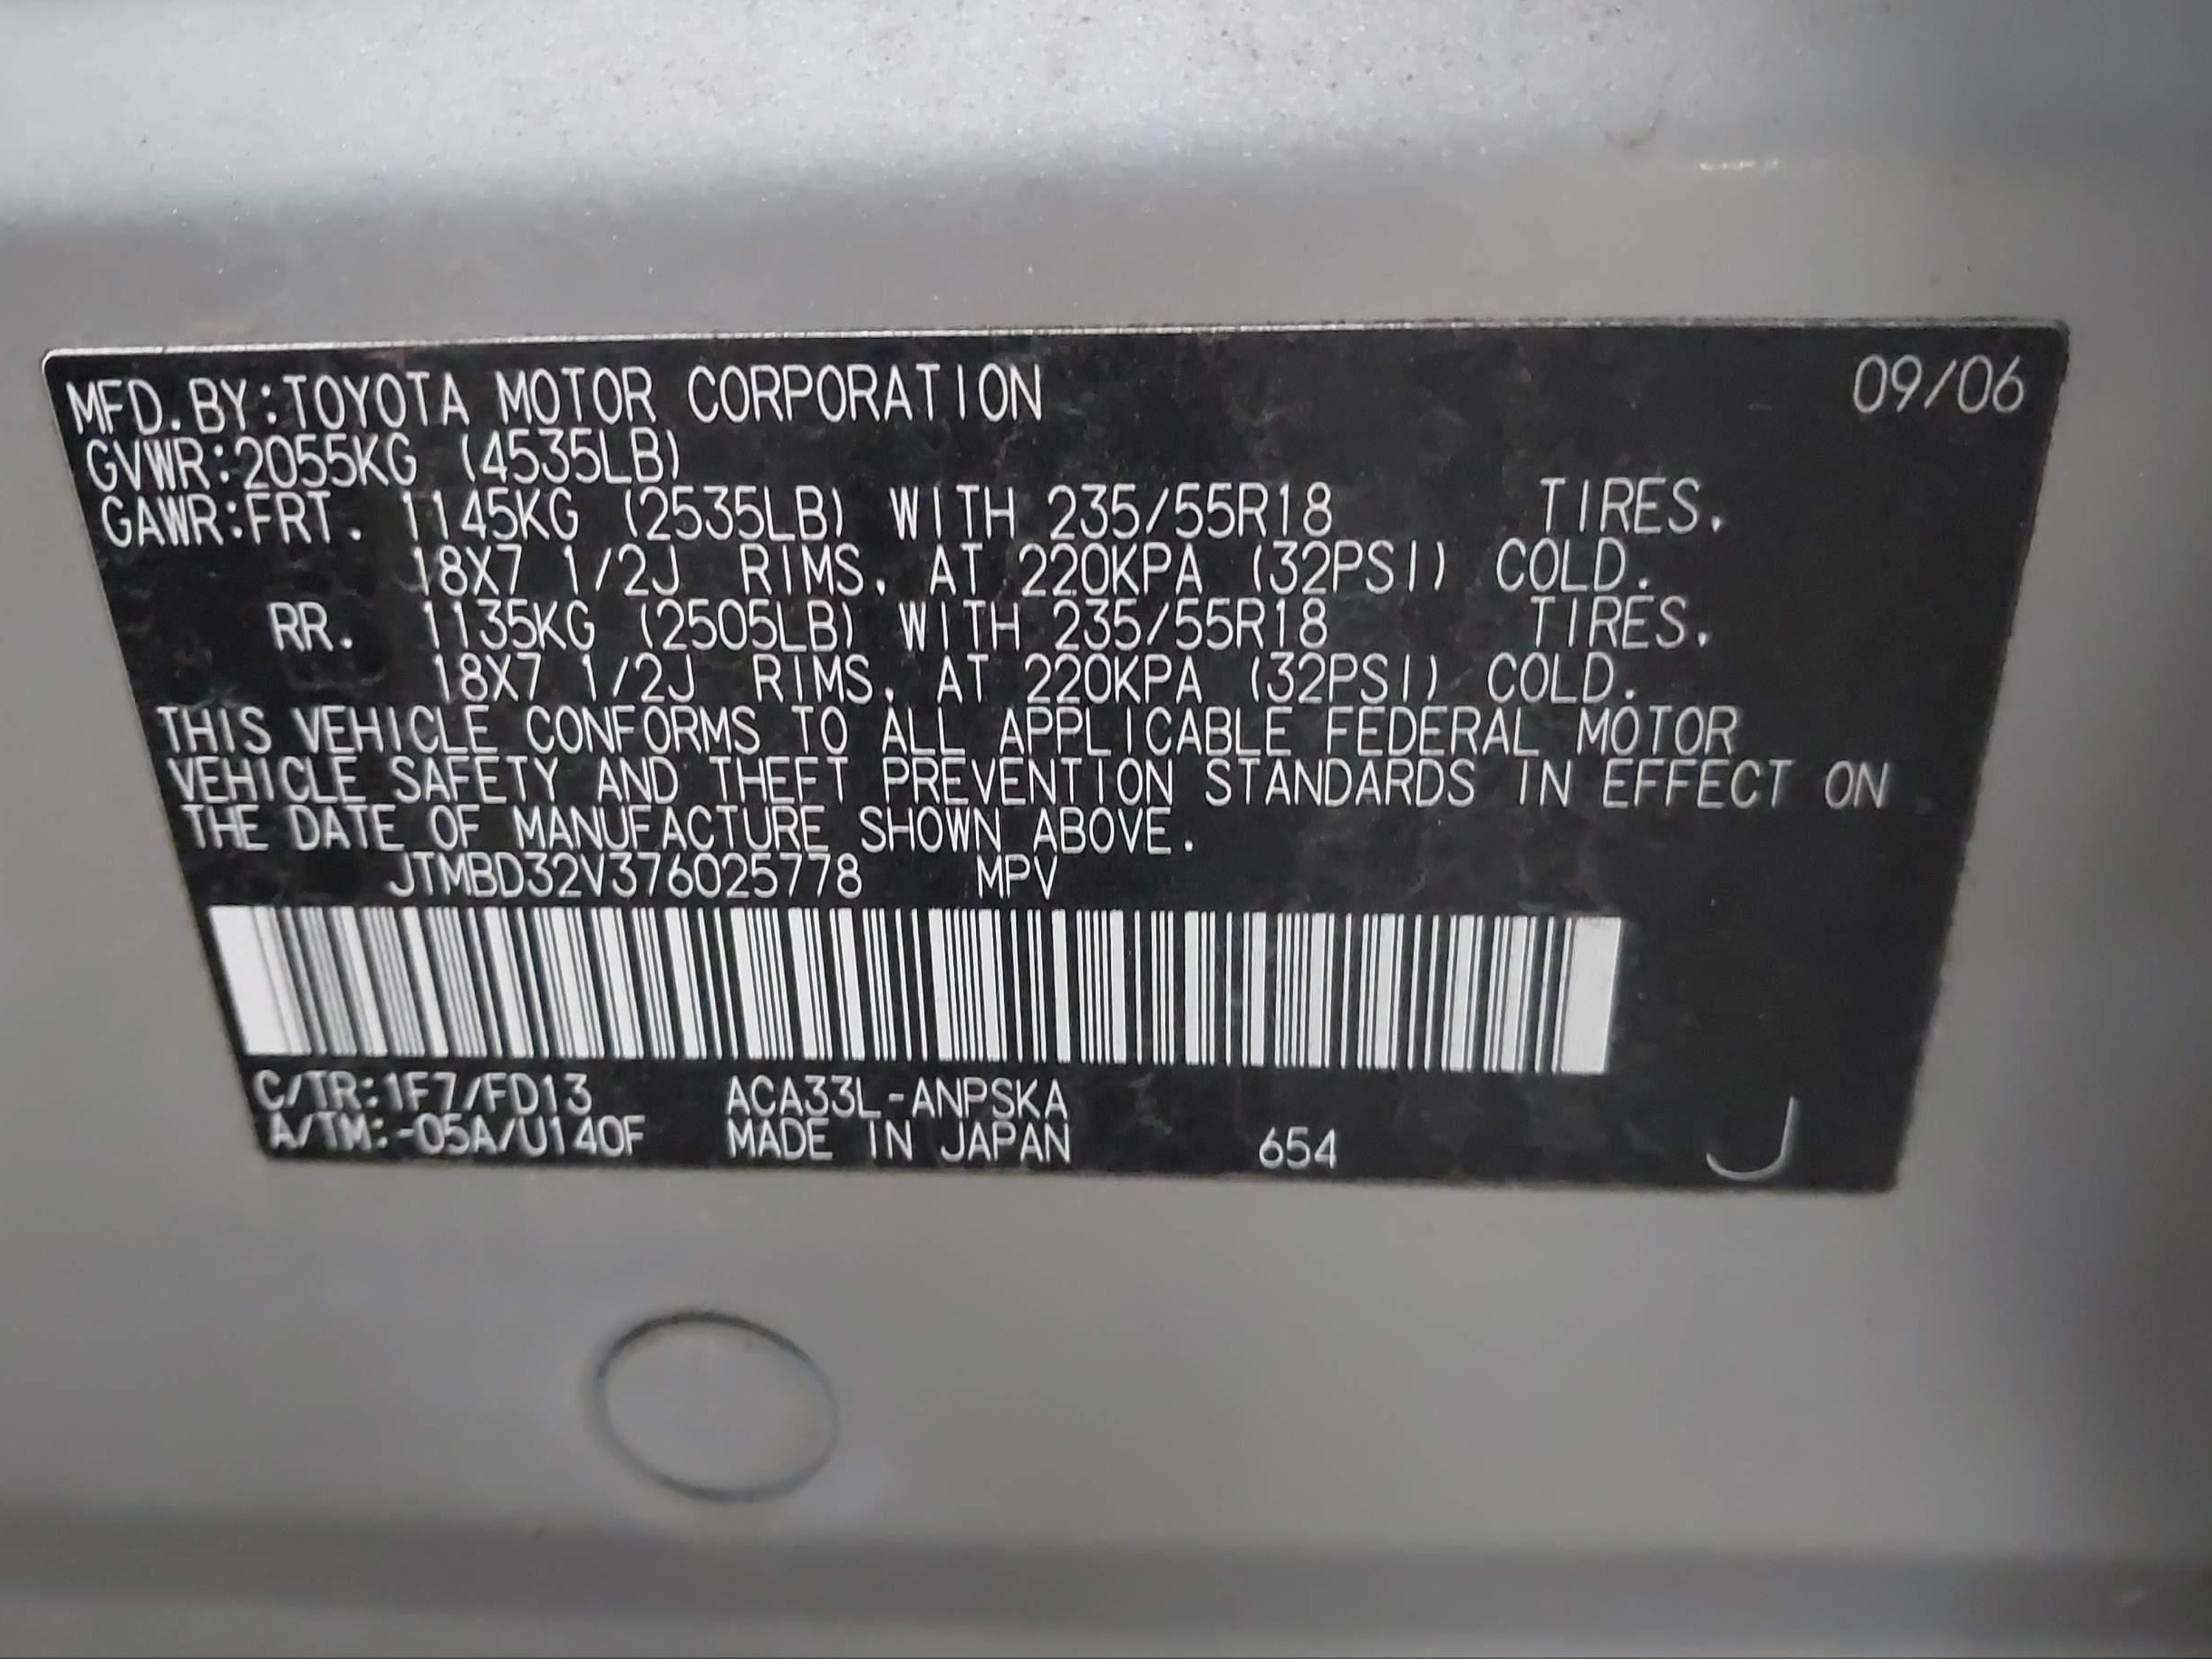 MFD.BY:TOYOTA MOTOR CORPORATION 09/06
GVWR:2055KG (4535LB)
GAWR:FRT. 1145KG (2535LB) WITH 235/55R18 TIRES.
18X7 1/2J RIMS, AT 220KPA (32PSI) COLD.
RR. 1135KG (2505LB) WITH 235/55R18 TIRES.
18X7 1/2J RIMS, AT 220KPA (32PSI) COLD.
THIS VEHICLE CONFORMS TO ALL APPLICABLE FEDERAL MOTOR
VEHICLE SAFETY AND THEFT PREVENTION STANDARDS IN EFFECT ON
THE DATE OF MANUFACTURE SHOWN ABOVE.
JTMBD32V376025778 MPV
C/TR:1F7/FD13 ACA33L-ANPSKA
A/TM:-05A/U140F MADE IN JAPAN 654 J